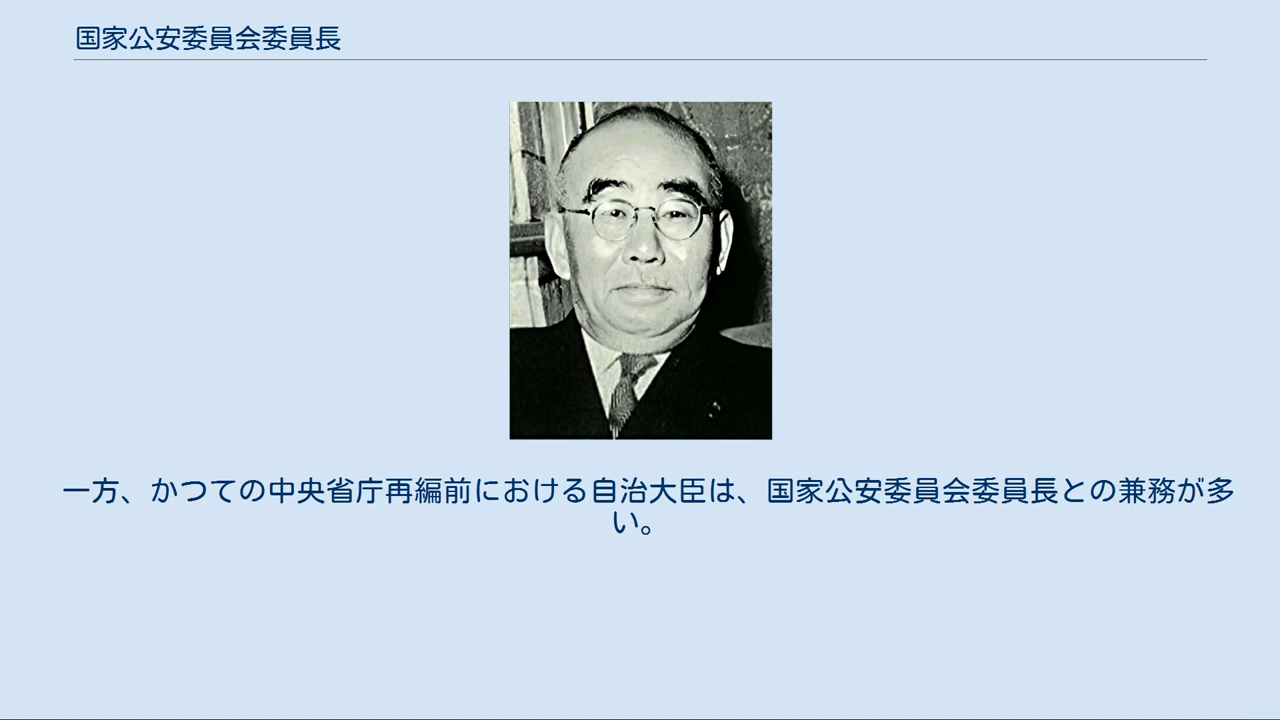 国家公安委員会委員長
一方、かつての中央省庁再編前における自治大臣は、国家公安委員会委員長との兼務が多
い。